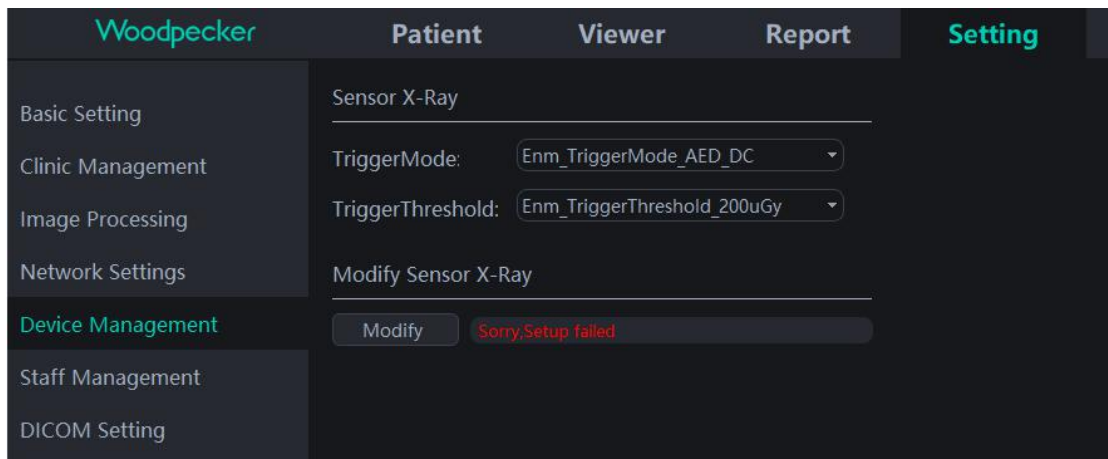 Woodpecker Patient Viewer Report Setting
Basic Setting
Clinic Management
Image Processing
Network Settings
Device Management
Staff Management
DICOM Setting
Sensor X-Ray
TriggerMode: Enm_TriggerMode_AED_DC
TriggerThreshold: Enm_TriggerThreshold_200uGy
Modify Sensor X-Ray
Modify Sorry,Setup failed